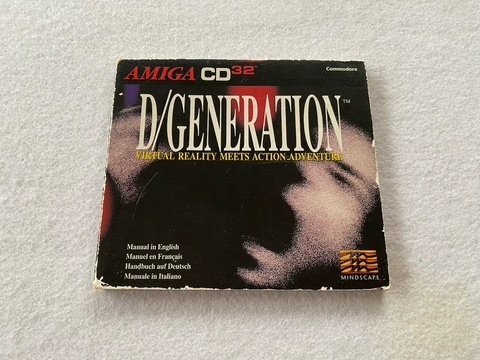 AMIGA CD32™
Commodore
D/GENERATION™
VIRTUAL REALITY MEETS ACTION ADVENTURE
Manual in English
Manuel en Français
Handbuch auf Deutsch
Manuale in Italiano
MINDSCAPE